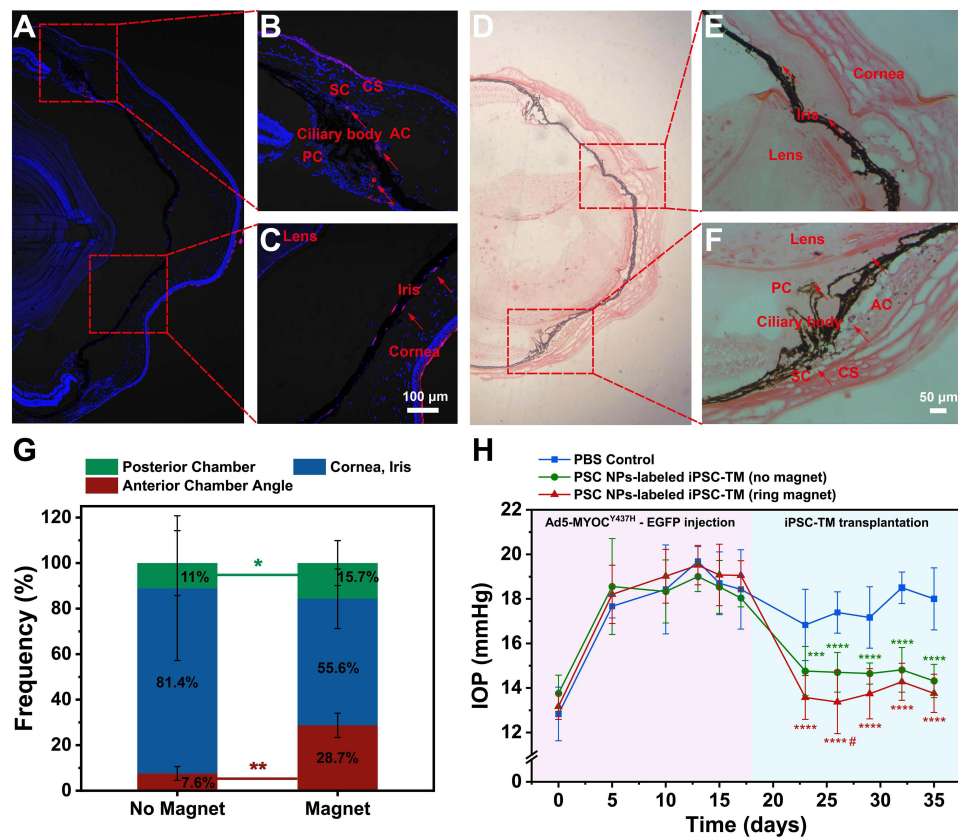 A
B
SC
CS
Ciliary body
AC
PC
C
Lens
Iris
Cornea
100 μm
D
E
Cornea
Iris
Lens
F
Lens
PC
AC
Ciliary body
SC
CS
50 μm
G
Posterior Chamber
Cornea, Iris
Anterior Chamber Angle
Frequency (%)
120
100
80
60
40
20
0
11%
*
15.7%
81.4%
55.6%
7.6%
**
28.7%
No Magnet
Magnet
H
PBS Control
PSC NPs-labeled iPSC-TM (no magnet)
PSC NPs-labeled iPSC-TM (ring magnet)
Ad5-MYOCY437H - EGFP injection
iPSC-TM transplantation
IOP (mmHg)
22
20
18
16
14
12
0
*** **** **** **** ****
**** **** # **** **** ****
0 5 10 15 20 25 30 35
Time (days)